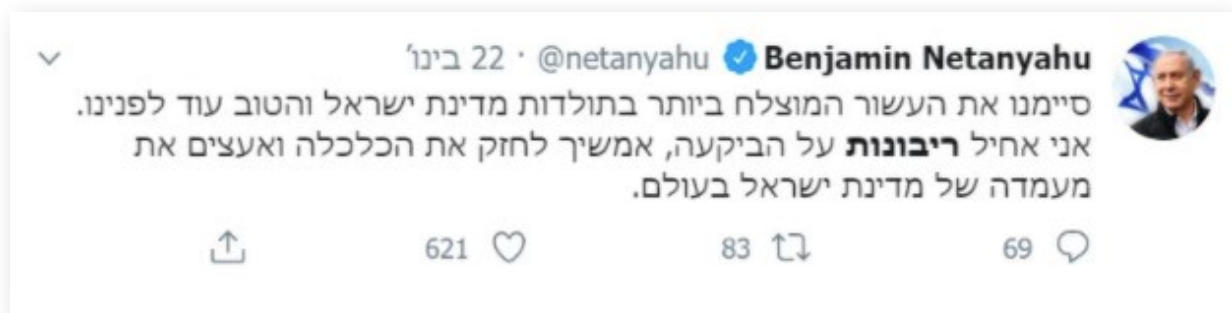 Benjamin Netanyahu @netanyahu · 22 בינו׳
סיימנו את העשור המוצלח ביותר בתולדות מדינת ישראל והטוב עוד לפנינו.
אני אחיל ריבונות על הביקעה, אמשיך לחזק את הכלכלה ואעצים את
מעמדה של מדינת ישראל בעולם.
69 83 621